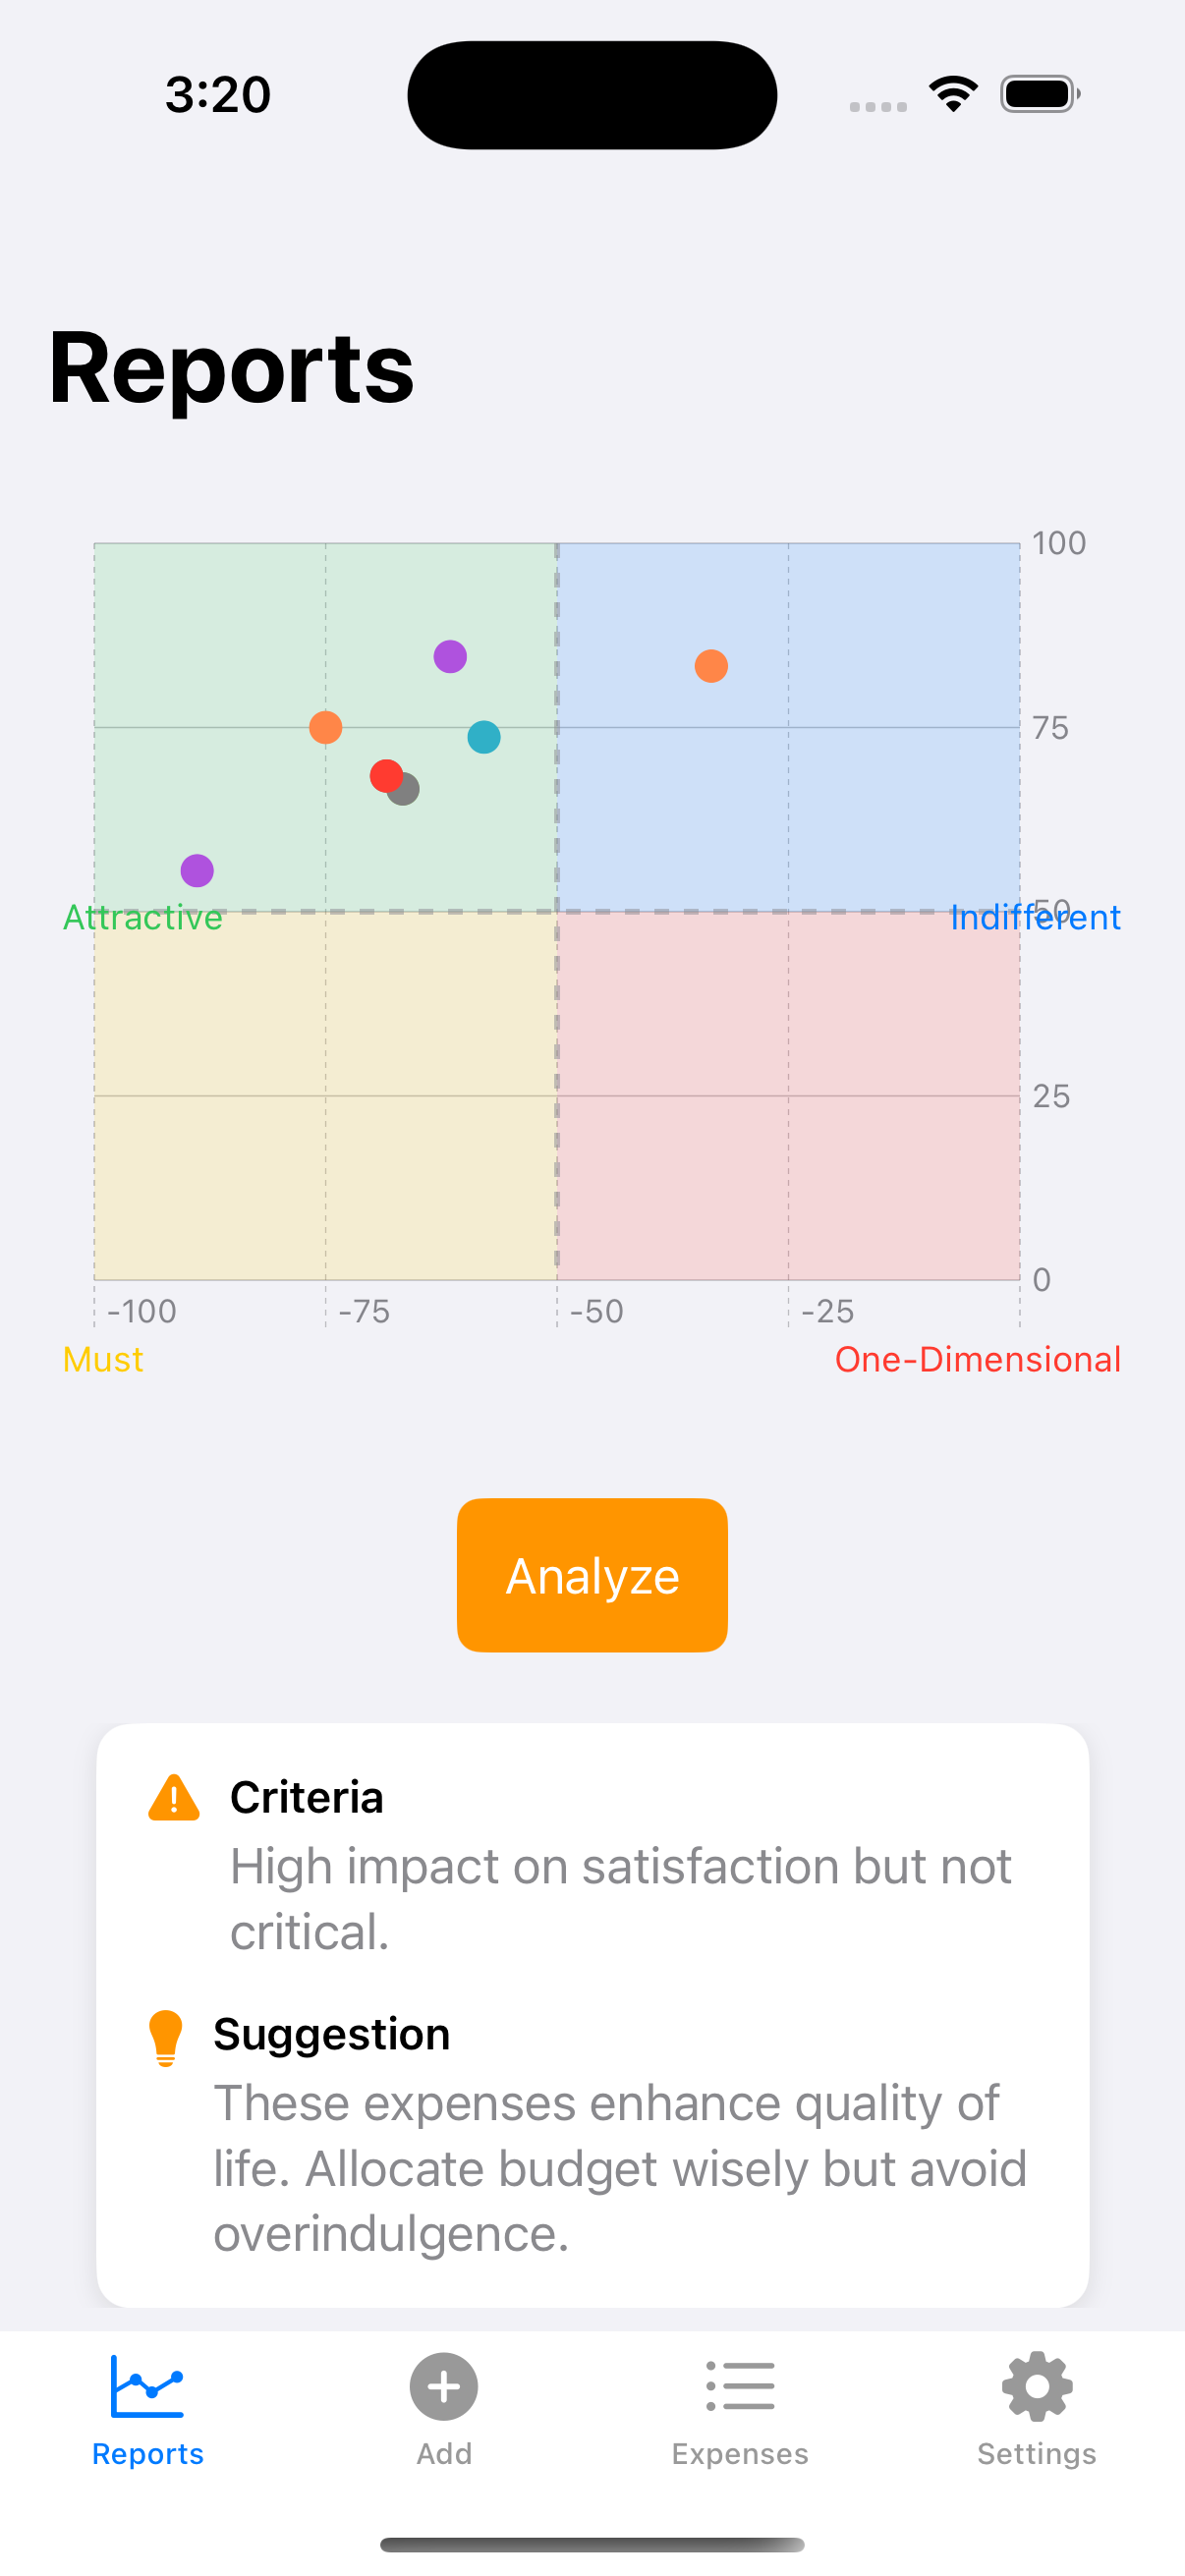 3:20
Reports
100
75
Attractive
Indifferent
50
25
0
-100 -75 -50 -25
Must
One-Dimensional
Analyze
Criteria
High impact on satisfaction but not
critical.
Suggestion
These expenses enhance quality of
life. Allocate budget wisely but avoid
overindulgence.
Reports Add Expenses Settings